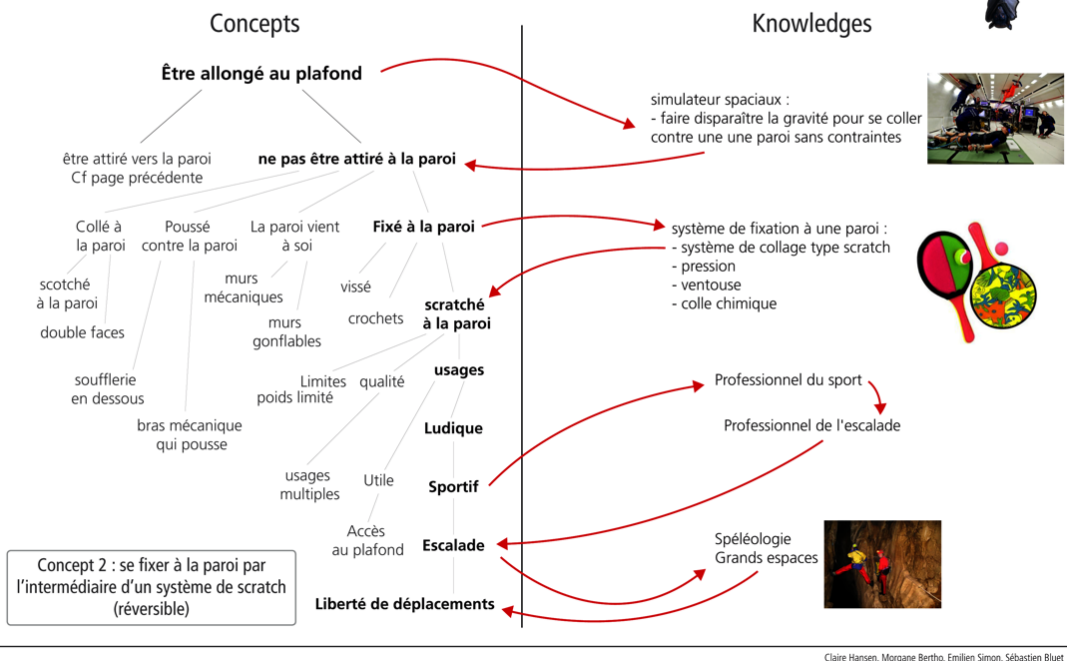 Concepts
Knowledges
Être allongé au plafond
simulateur spaciaux :
- faire disparaître la gravité pour se coller
contre une une paroi sans contraintes
être attiré vers la paroi
Cf page précédente
ne pas être attiré à la paroi
Collé à
la paroi
Poussé
contre la paroi
La paroi vient
à soi
Fixé à la paroi
système de fixation à une paroi :
- système de collage type scratch
- pression
- ventouse
- colle chimique
scotché
à la paroi
double faces
murs
mécaniques
murs
gonflables
vissé
crochets
scratché
à la paroi
soufflerie
en dessous
bras mécanique
qui pousse
Limites
poids limité
qualité
usages
Professionnel du sport
Professionnel de l'escalade
Ludique
usages
multiples
Utile
Sportif
Accès
au plafond
Escalade
Spéléologie
Grands espaces
Concept 2 : se fixer à la paroi par
l'intermédiaire d'un système de scratch
(réversible)
Liberté de déplacements
Claire Hansen, Morgane Bertho, Emilien Simon, Sébastien Bluet